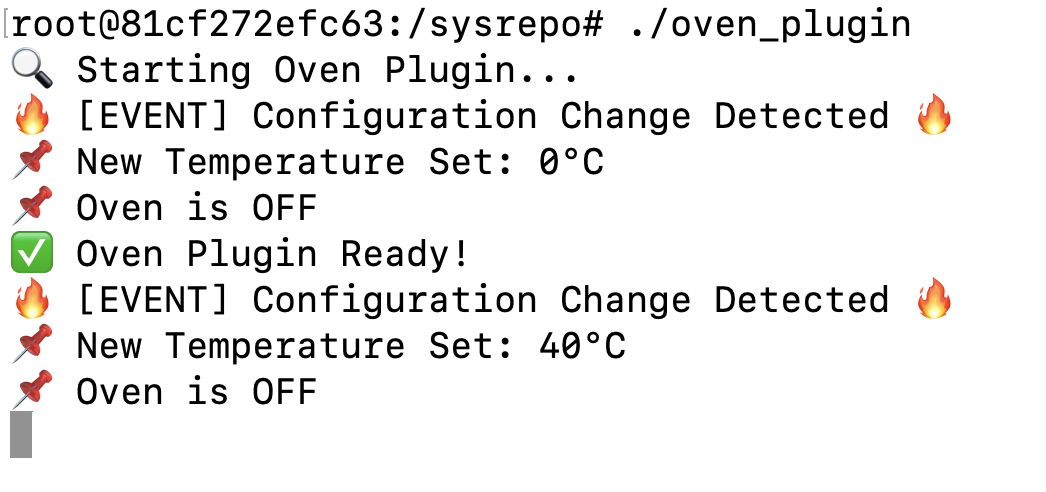 [root@81cf272efc63:/sysrepo# ./oven_plugin
🔍 Starting Oven Plugin...
🔥 [EVENT] Configuration Change Detected 🔥
📌 New Temperature Set: 0°C
📌 Oven is OFF
✅ Oven Plugin Ready!
🔥 [EVENT] Configuration Change Detected 🔥
📌 New Temperature Set: 40°C
📌 Oven is OFF